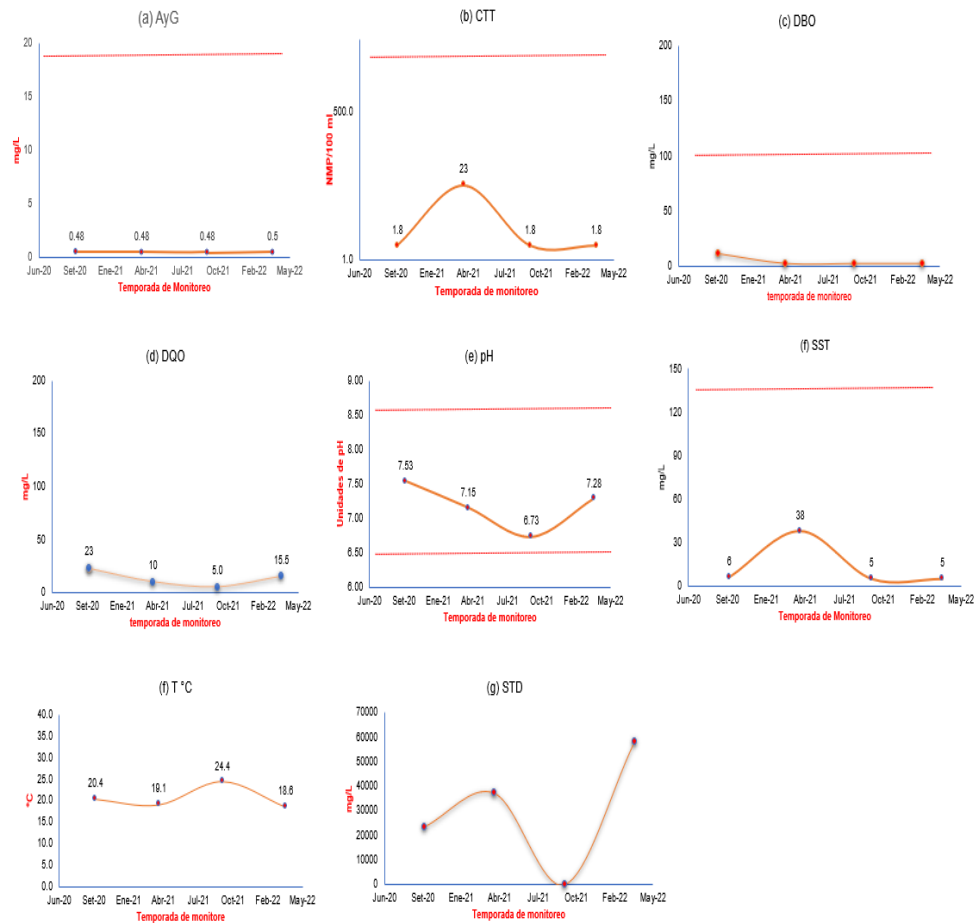 (a) AyG
20
15
10
5
0
mg/L
0.48
0.48
0.48
0.5
Jun-20 Set-20 Ene-21 Abr-21 Jul-21 Oct-21 Feb-22 May-22
Temporada de Monitoreo
(b) CTT
500.0
1.0
NMP/100 ml
1.8
23
1.8
1.8
Set-20 Ene-21 Abr-21 Jul-21 Oct-21 Feb-22 May-22
Temporada de Monitoreo
(c) DBO
200
150
100
50
0
mg/L
Jun-20 Set-20 Ene-21 Abr-21 Jul-21 Oct-21 Feb-22 May-22
temporada de monitoreo
(d) DQO
200
150
100
50
0
mg/L
23
10
5.0
15.5
Jun-20 Set-20 Ene-21 Abr-21 Jul-21 Oct-21 Feb-22 May-22
temporada de monitoreo
(e) pH
9.00
8.50
8.00
7.50
7.00
6.50
6.00
Unidades de pH
7.53
7.15
6.73
7.28
Jun-20 Set-20 Ene-21 Abr-21 Jul-21 Oct-21 Feb-22 May-22
temporada de monitoreo
(f) SST
150
120
90
60
30
0
mg/L
6
38
5
5
Jun-20 Set-20 Ene-21 Abr-21 Jul-21 Oct-21 Feb-22 May-22
Temporada de Monitoreo
(f) T °C
40.0
35.0
30.0
25.0
20.0
15.0
10.0
5.0
0.0
°C
20.4
19.1
24.4
18.6
Jun-20 Set-20 Ene-21 Abr-21 Jul-21 Oct-21 Feb-22 May-22
Temporada de monitore
(g) STD
70000
60000
50000
40000
30000
20000
10000
0
mg/L
Jun-20 Set-20 Ene-21 Abr-21 Jul-21 Oct-21 Feb-22 May-22
Temporada de monitoreo